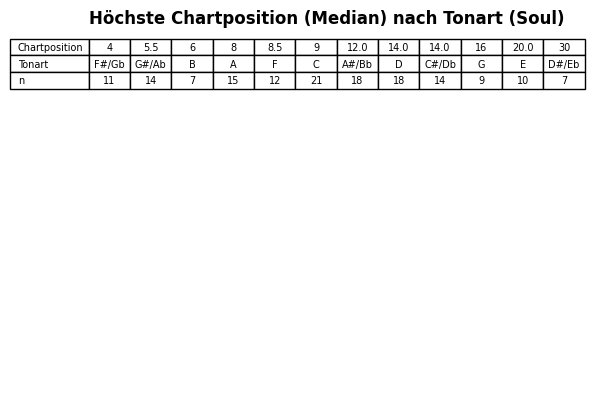 Höchste Chartposition (Median) nach Tonart (Soul)
Chartposition 4 5.5 6 8 8.5 9 12.0 14.0 14.0 16 20.0 30
Tonart F#/Gb G#/Ab B A F C A#/Bb D C#/Db G E D#/Eb
n 11 14 7 15 12 21 18 18 14 9 10 7